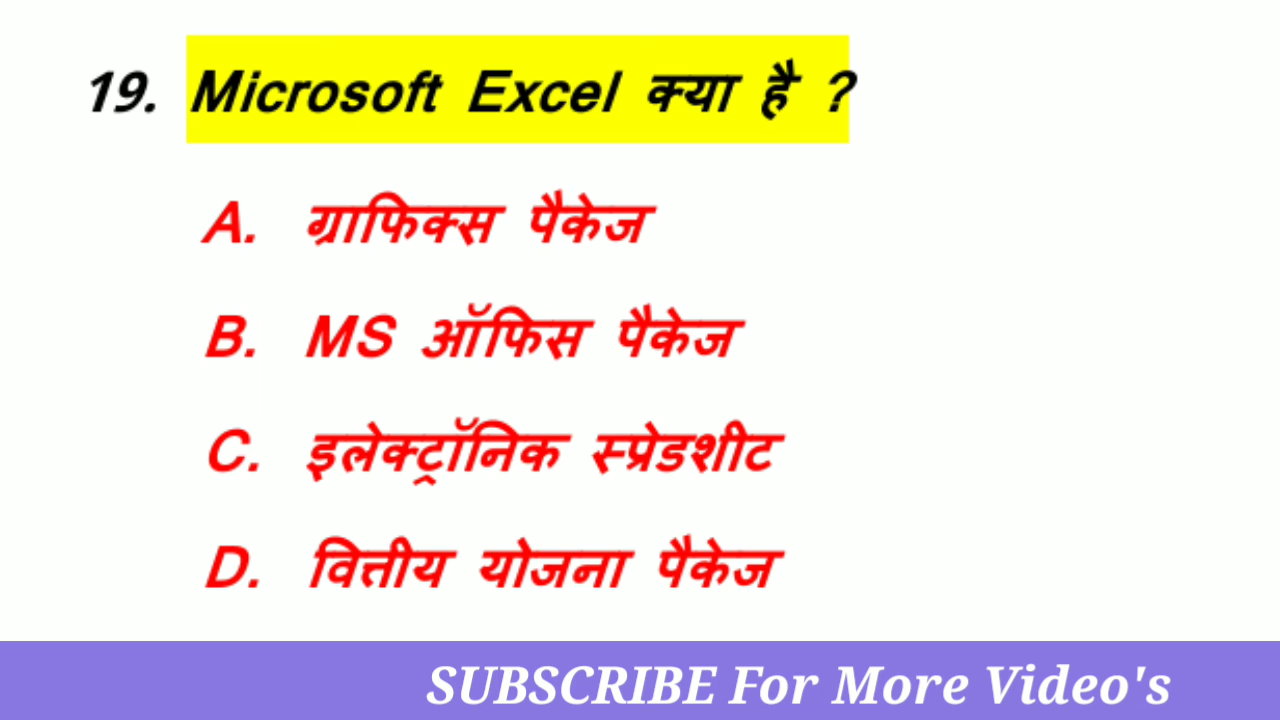 19. Microsoft Excel क्या है ?
A. ग्राफिक्स पैकेज
B. MS ऑफिस पैकेज
C. इलेक्ट्रॉनिक स्प्रेडशीट
D. वित्तीय योजना पैकेज
SUBSCRIBE For More Video's